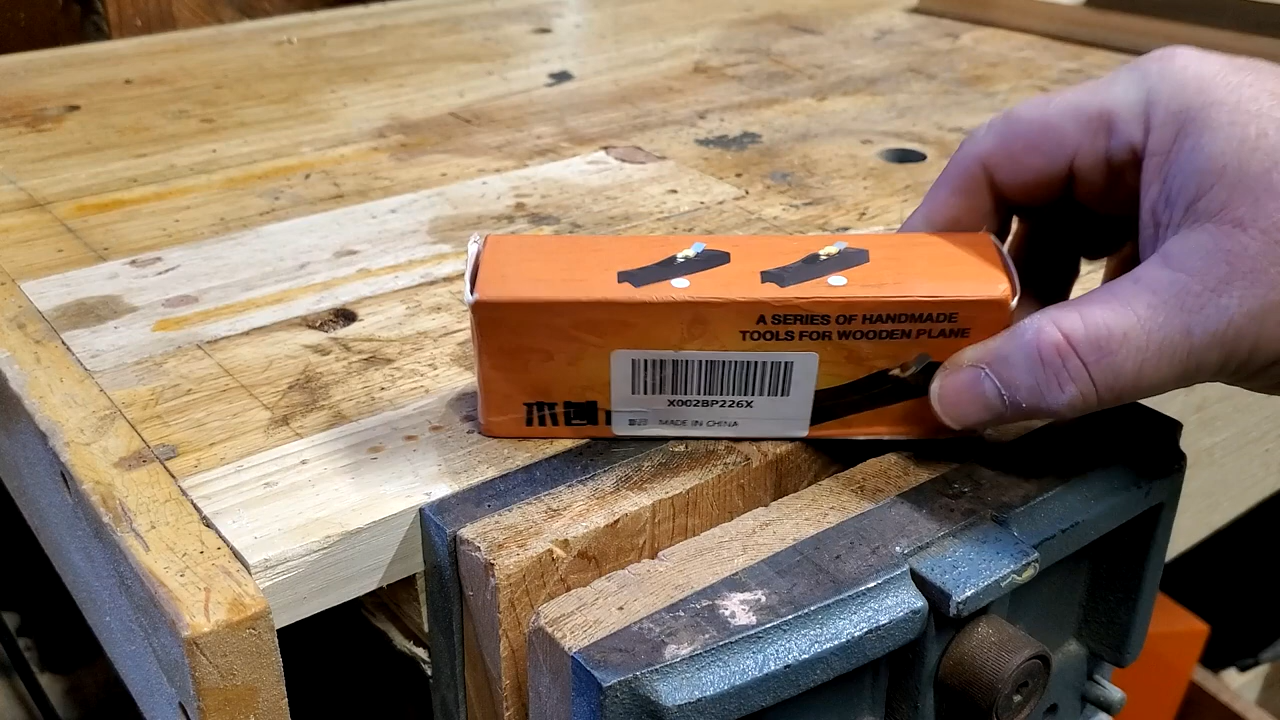 A SERIES OF HANDMADE
TOOLS FOR WOODEN PLANE
X002BP226X
MADE IN CHINA